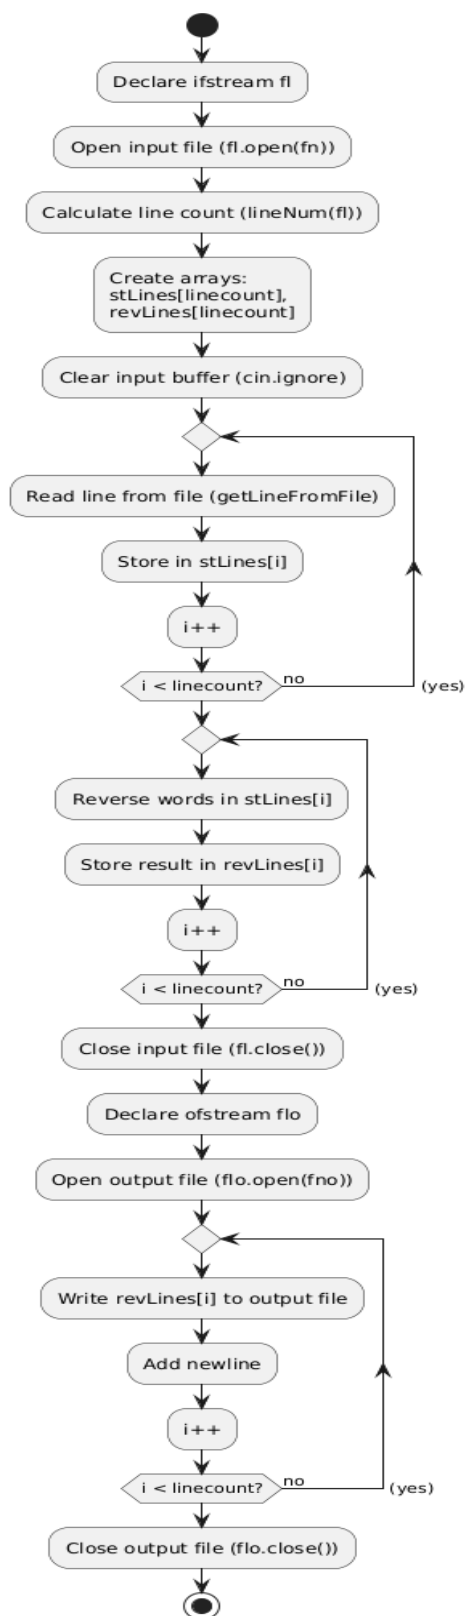 Declare ifstream fl
Open input file (fl.open(fn))
Calculate line count (lineNum(fl))
Create arrays:
stLines[linecount],
revLines[linecount]
Clear input buffer (cin.ignore)
Read line from file (getLineFromFile)
Store in stLines[i]
i++
i < linecount?
no
(yes)
Reverse words in stLines[i]
Store result in revLines[i]
i++
i < linecount?
no
(yes)
Close input file (fl.close())
Declare ofstream flo
Open output file (flo.open(fno))
Write revLines[i] to output file
Add newline
i++
i < linecount?
no
(yes)
Close output file (flo.close())